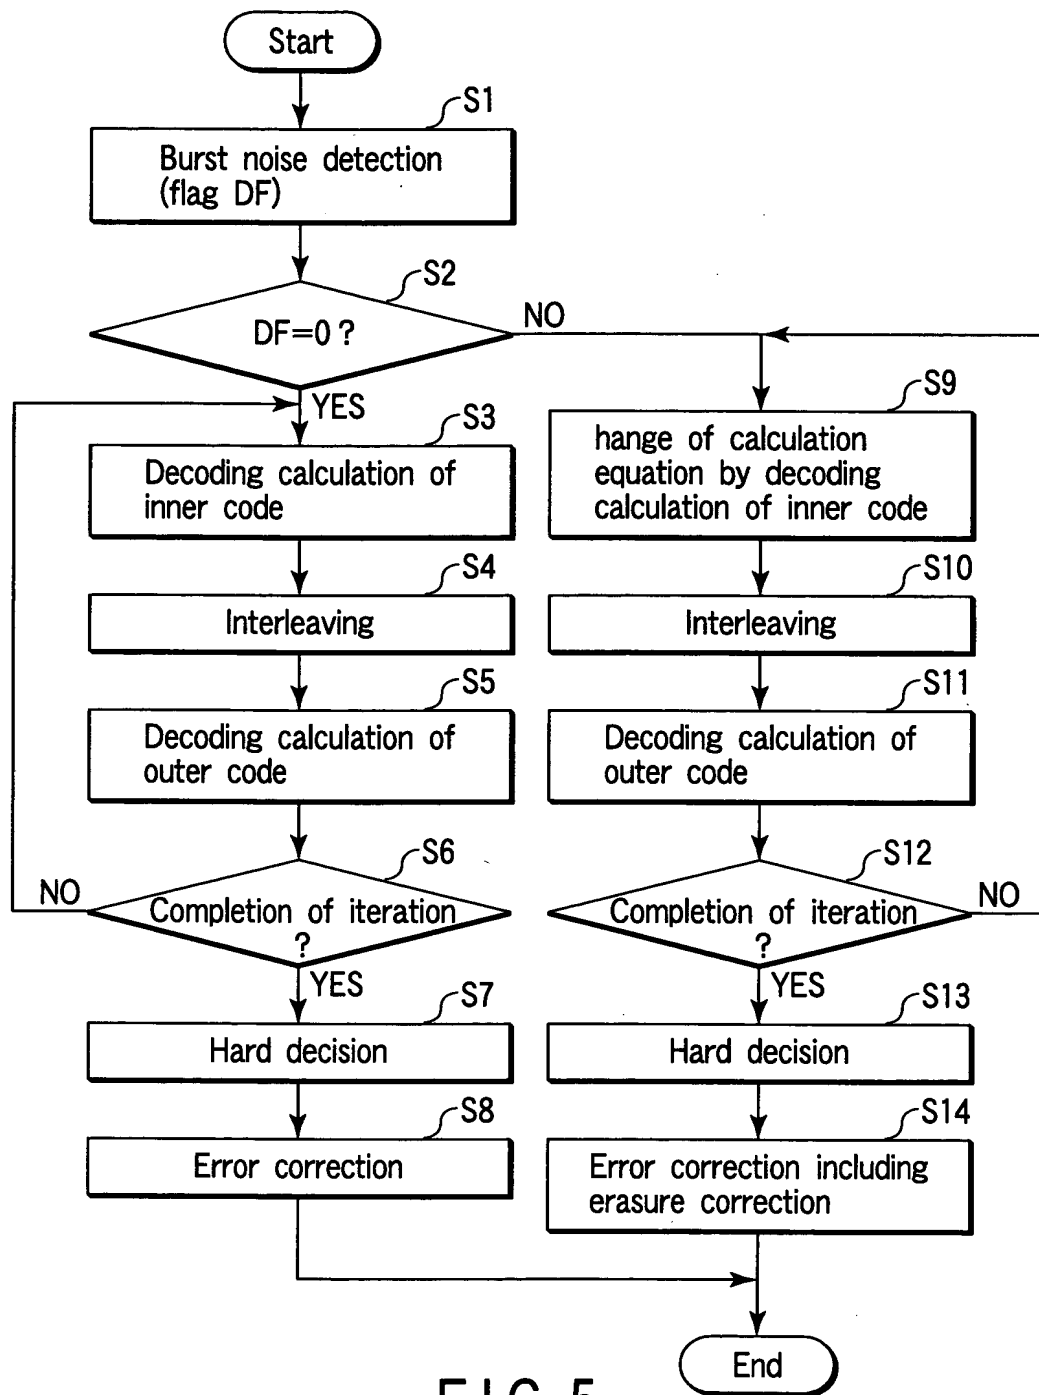 Start
S1
Burst noise detection
(flag DF)
S2
DF=0?
NO
YES
S3
Decoding calculation of
inner code
S4
Interleaving
S5
Decoding calculation of
outer code
S6
NO
Completion of iteration
?
YES
S7
Hard decision
S8
Error correction
S9
hange of calculation
equation by decoding
calculation of inner code
S10
Interleaving
S11
Decoding calculation of
outer code
S12
NO
Completion of iteration
?
YES
S13
Hard decision
S14
Error correction including
erasure correction
End
FIG. 5